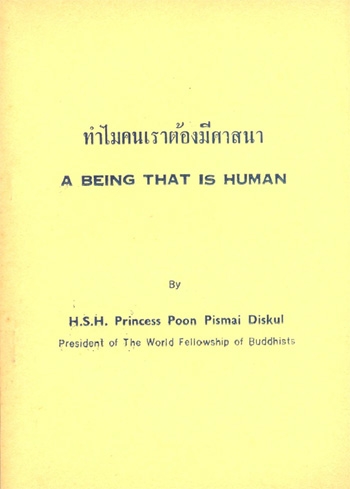 ทำไมคนเราต้องมีศาสนา
A BEING THAT IS HUMAN
By
H.S.H. Princess Poon Pismai Diskul
President of The World Fellowship of Buddhists